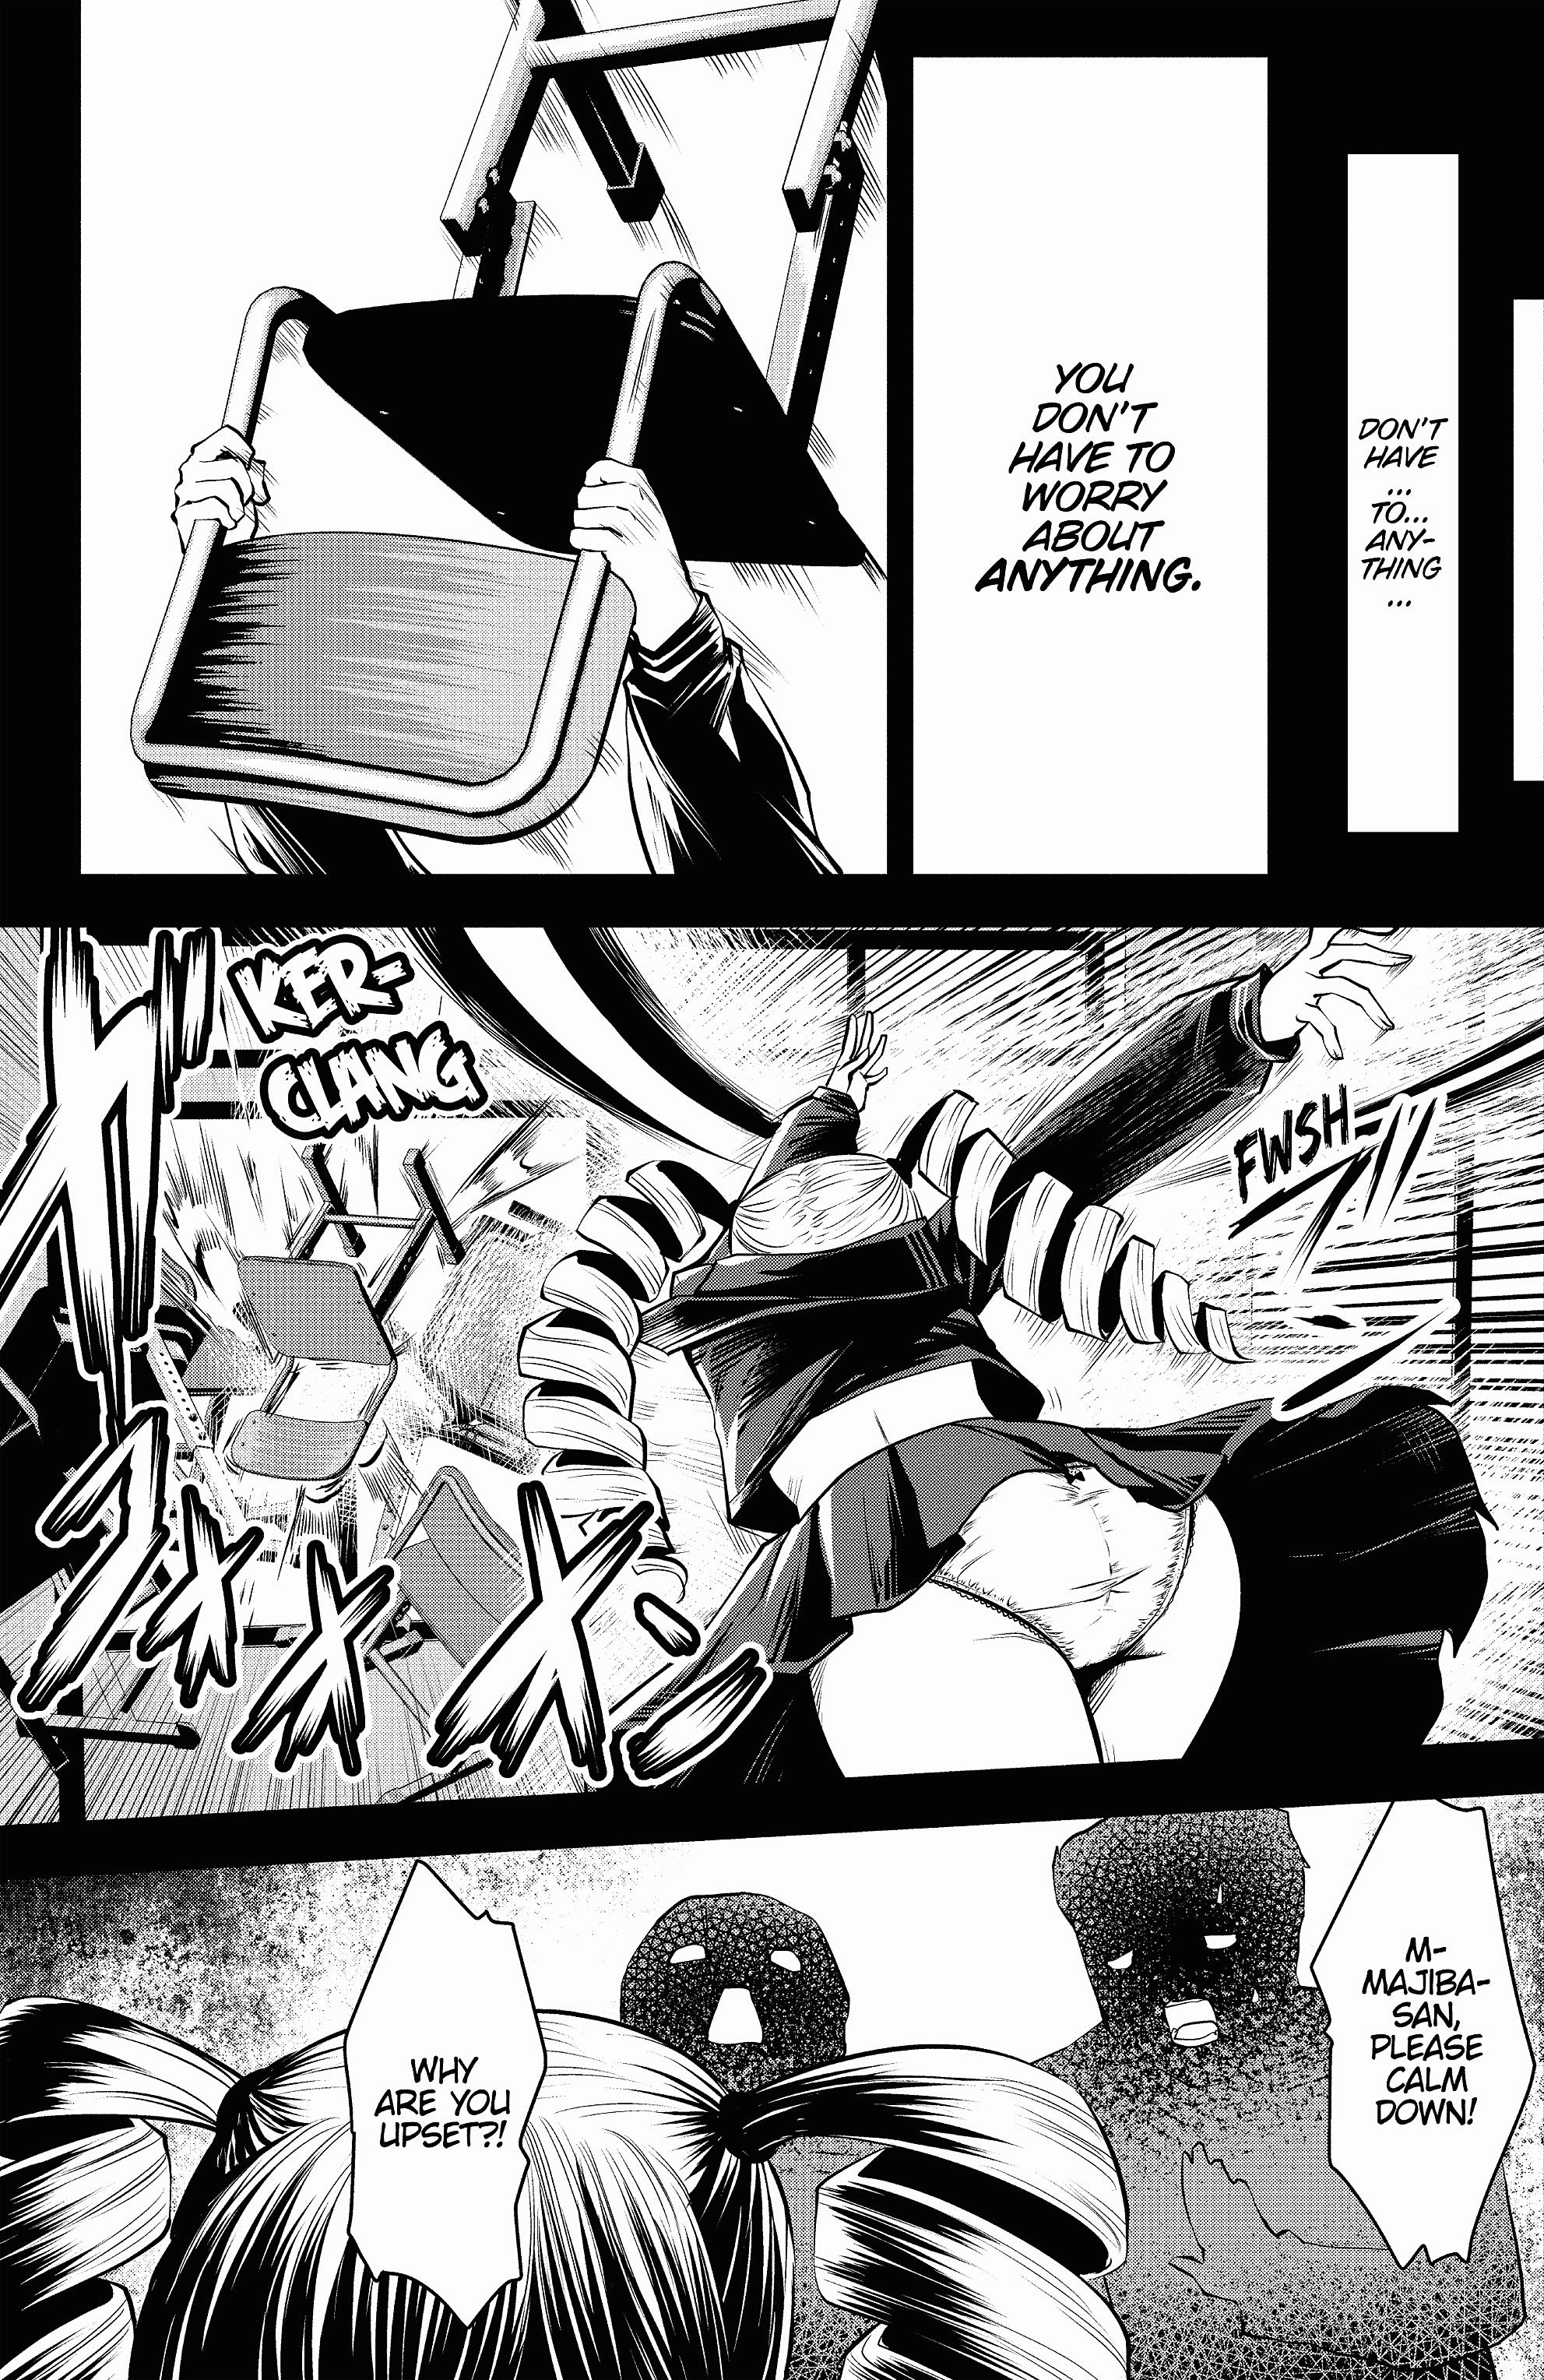 DON'T
HAVE
...
TO...
ANY-
THING
...
YOU
DON'T
HAVE TO
WORRY
ABOUT
ANYTHING.
FWSH
KER-
CLANG
M-
MAJIBA-
SAN,
PLEASE
CALM
DOWN!
WHY
ARE YOU
UPSET?!